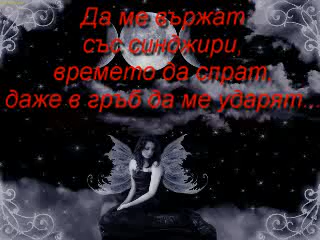 Да ме вържат
със синджири,
времето да спрат,
даже в гръб да ме ударят...